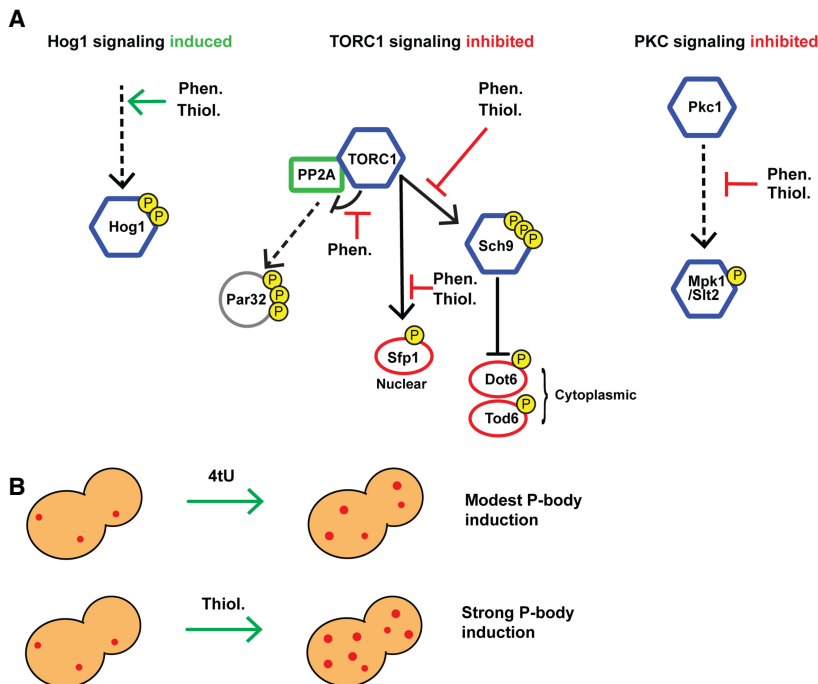 A
Hog1 signaling induced
Phen.
Thiol.
P
P
Hog1
TORC1 signaling inhibited
Phen.
Thiol.
TORC1
PP2A
Phen.
P
P
P
Par32
P
P
P
Sch9
Phen.
Thiol.
P
Sfp1
Nuclear
P
Dot6
P
Tod6
Cytoplasmic
PKC signaling inhibited
Pkc1
Phen.
Thiol.
P
Mpk1
/Slt2
B
4tU
Modest P-body
induction
Thiol.
Strong P-body
induction